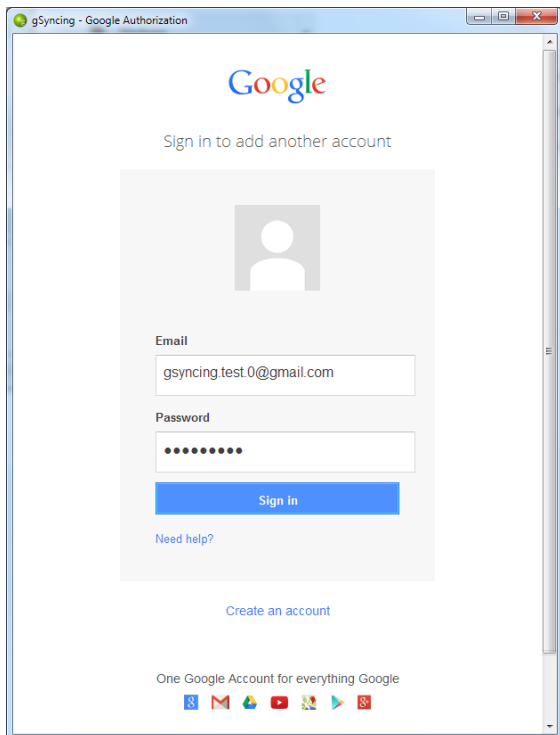 gSyncing - Google Authorization
Google
Sign in to add another account
Email
gsyncing.test.0@gmail.com
Password
●●●●●●●●●
Sign in
Need help?
Create an account
One Google Account for everything Google